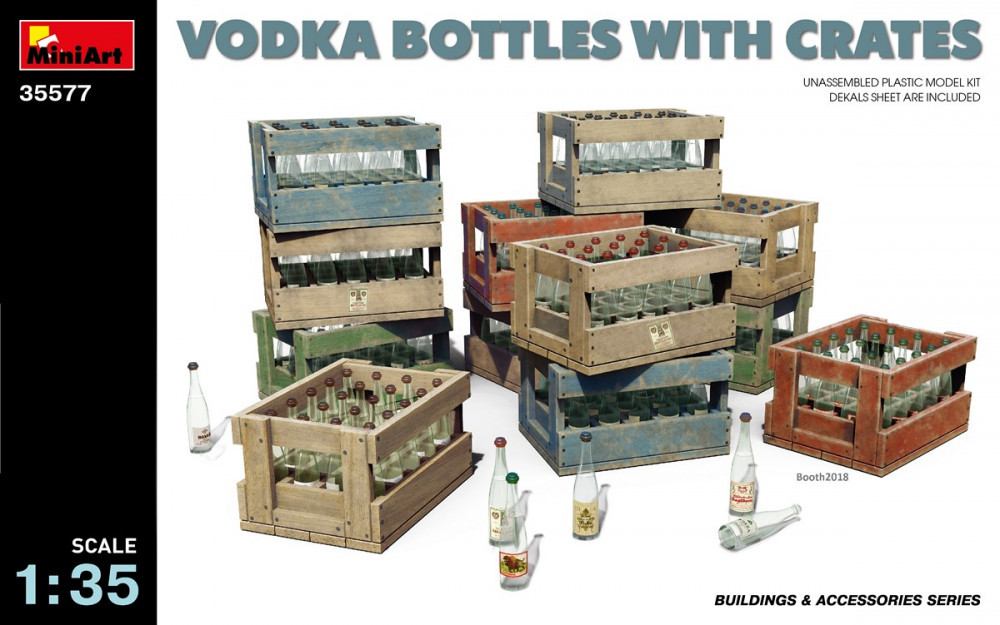 MiniArt
35577
VODKA BOTTLES WITH CRATES
UNASSEMBLED PLASTIC MODEL KIT
DEKALS SHEET ARE INCLUDED
Booth2018
SCALE
1:35
BUILDINGS & ACCESSORIES SERIES